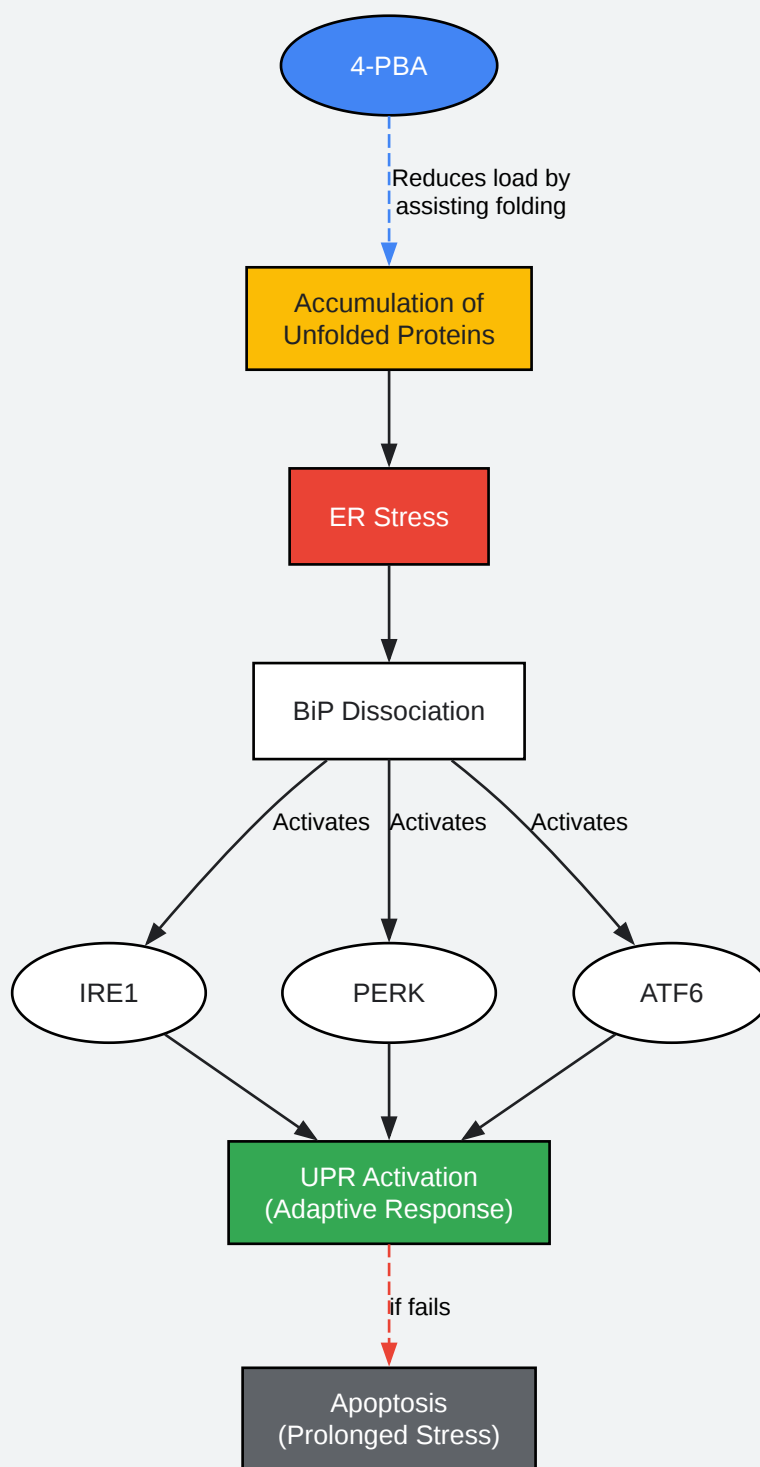 4-PBA
Reduces load by
assisting folding
Accumulation of
Unfolded Proteins
ER Stress
BiP Dissociation
Activates
Activates
Activates
IRE1
PERK
ATF6
UPR Activation
(Adaptive Response)
if fails
Apoptosis
(Prolonged Stress)